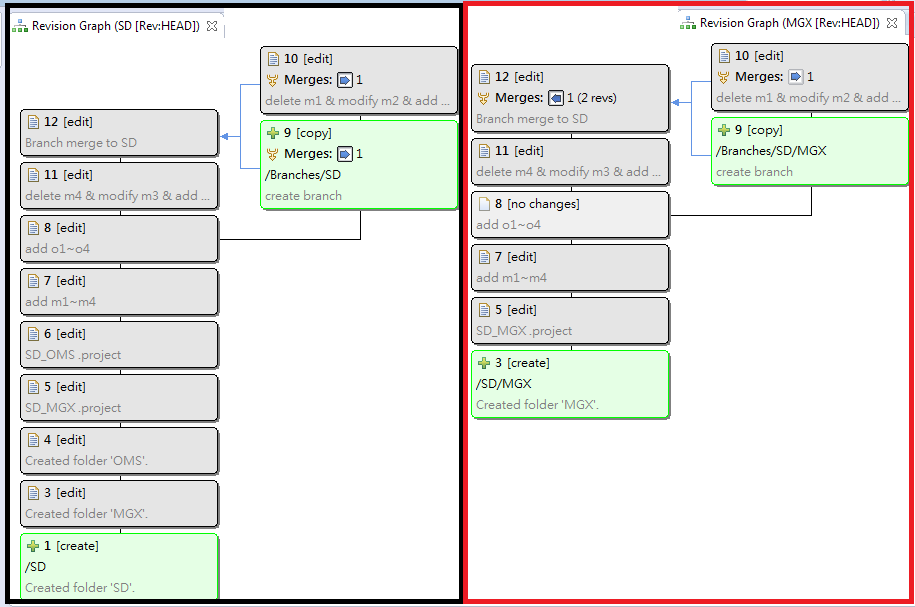 Revision Graph (SD [Rev:HEAD])
10 [edit]
Merges: 1
delete m1 & modify m2 & add ...
9 [copy]
Merges: 1
/Branches/SD
create branch
12 [edit]
Branch merge to SD
11 [edit]
delete m4 & modify m3 & add ...
8 [edit]
add o1~o4
7 [edit]
add m1~m4
6 [edit]
SD_OMS .project
5 [edit]
SD_MGX .project
4 [edit]
Created folder 'OMS'.
3 [edit]
Created folder 'MGX'.
1 [create]
/SD
Created folder 'SD'.
Revision Graph (MGX [Rev:HEAD])
10 [edit]
Merges: 1
delete m1 & modify m2 & add ...
9 [copy]
/Branches/SD/MGX
create branch
12 [edit]
Merges: 1 (2 revs)
Branch merge to SD
11 [edit]
delete m4 & modify m3 & add ...
8 [no changes]
add o1~o4
7 [edit]
add m1~m4
5 [edit]
SD_MGX .project
3 [create]
/SD/MGX
Created folder 'MGX'.